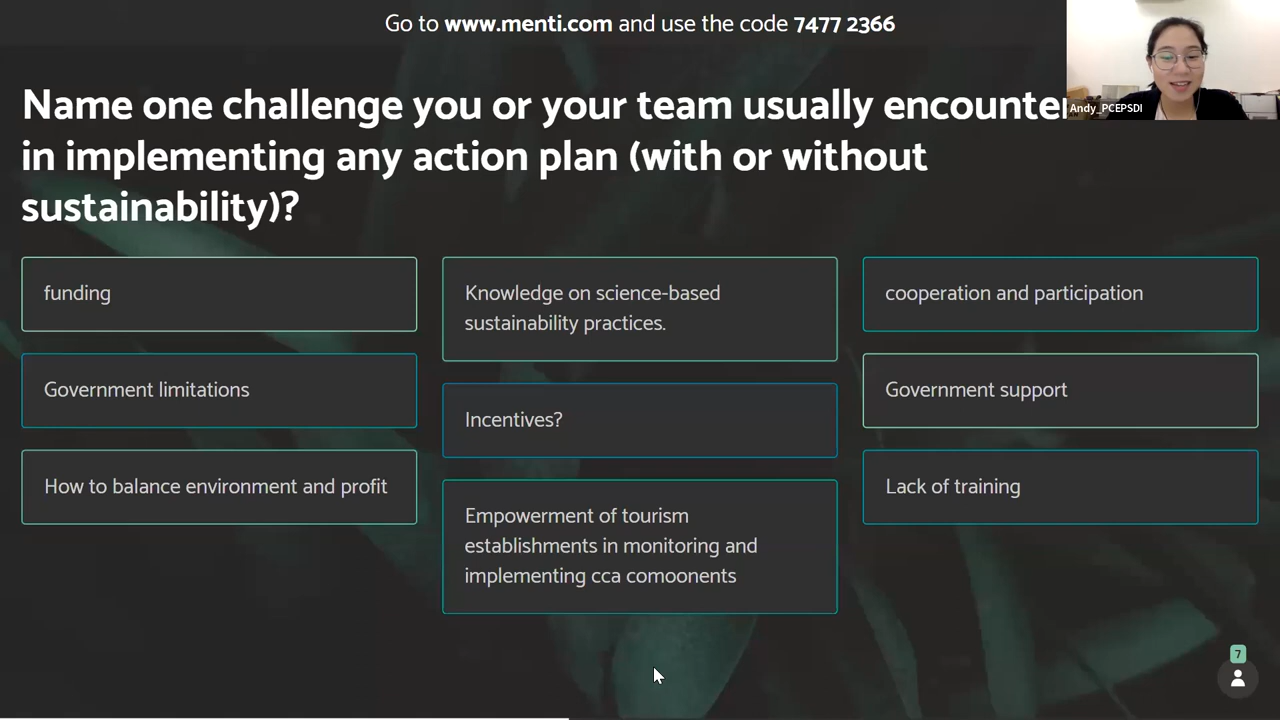 Go to www.menti.com and use the code 7477 2366
Andy_PCEPSDI
Name one challenge you or your team usually encounter
in implementing any action plan (with or without
sustainability)?
funding
Knowledge on science-based
sustainability practices.
cooperation and participation
Government limitations
Incentives?
Government support
How to balance environment and profit
Empowerment of tourism
establishments in monitoring and
implementing cca comoonents
Lack of training
7